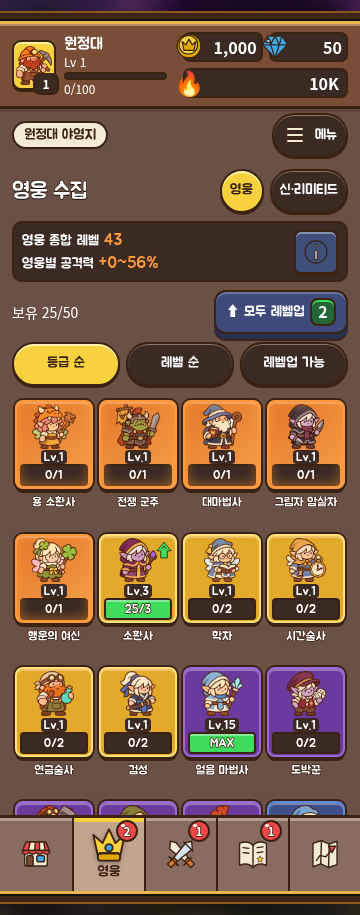 원정대
Lv 1
1
0/100
1,000
50
10K
원정대 야영지
메뉴
영웅 수집
영웅
신·리미티드
영웅 종합 레벨 43
영웅별 공격력 +0~56%
보유 25/50
모두 레벨업 2
등급 순
레벨 순
레벨업 가능
Lv.1 Lv.1 Lv.1 Lv.1
0/1 0/1 0/1 0/1
용 소환사 전쟁 군주 대마법사 그림자 암살자
Lv.1 Lv.3 Lv.1 Lv.1
0/1 25/3 0/2 0/2
행운의 여신 소환사 학자 시간술사
Lv.1 Lv.1 Lv.15 Lv.1
0/2 0/2 MAX 0/2
연금술사 검성 얼음 마법사 도박꾼
2 1 1
영웅